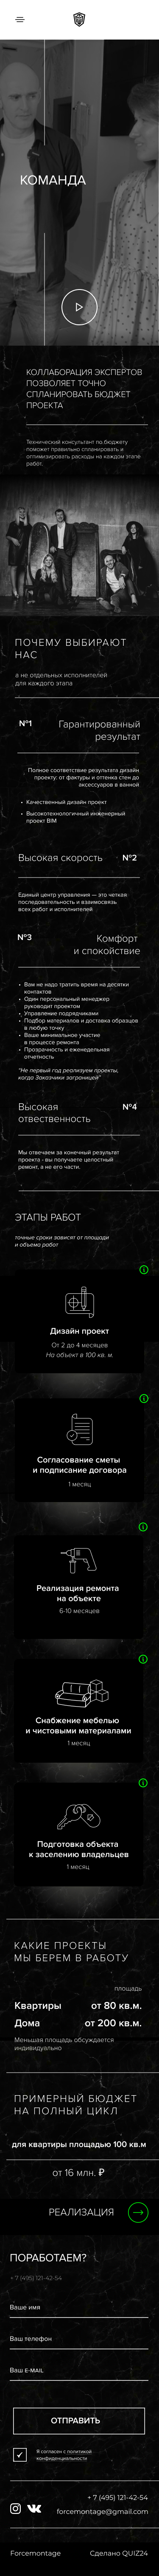 КОМАНДА
КОЛЛАБОРАЦИЯ ЭКСПЕРТОВ
ПОЗВОЛЯЕТ ТОЧНО
СПЛАНИРОВАТЬ БЮДЖЕТ
ПРОЕКТА
Технический консультант по бюджету
поможет правильно спланировать и
оптимизировать расходы на каждом этапе
работ.
ПОЧЕМУ ВЫБИРАЮТ
НАС
а не отдельных исполнителей
для каждого этапа
№1
Гарантированный
результат
Полное соответствие результата дизайн
проекту: от фактуры и оттенка стен до
аксессуаров в ванной
• Качественный дизайн проект
• Высокотехнологичный инженерный
проект BIM
Высокая скорость №2
Единый центр управления — это четкая
последовательность и взаимосвязь
всех работ и исполнителей
№3
Комфорт
и спокойствие
• Вам не надо тратить время на десятки
контактов
• Один персональный менеджер
руководит проектом
• Управление подрядчиками
• Подбор материалов и доставка образцов
в любую точку
• Ваше минимальное участие
в процессе ремонта
• Прозрачность и еженедельная
отчетность
"Не первый год реализуем проекты,
когда Заказчики заграницей"
Высокая
отвественность
№4
Мы отвечаем за конечный результат
проекта - вы получаете целостный
ремонт, а не его части.
ЭТАПЫ РАБОТ
точные сроки зависят от площади
и объема работ
Дизайн проект
От 2 до 4 месяцев
На объект в 100 кв. м.
Согласование сметы
и подписание договора
1 месяц
Реализация ремонта
на объекте
6-10 месяцев
Снабжение мебелью
и чистовыми материалами
1 месяц
Подготовка объекта
к заселению владельцев
1 месяц
КАКИЕ ПРОЕКТЫ
МЫ БЕРЕМ В РАБОТУ
площадь
Квартиры от 80 кв.м.
Дома от 200 кв.м.
Меньшая площадь обсуждается
индивидуально
ПРИМЕРНЫЙ БЮДЖЕТ
НА ПОЛНЫЙ ЦИКЛ
для квартиры площадью 100 кв.м
от 16 млн. ₽
РЕАЛИЗАЦИЯ
ПОРАБОТАЕМ?
+ 7 (495) 121-42-54
Ваше имя
Ваш телефон
Ваш E-MAIL
ОТПРАВИТЬ
Я согласен с политикой
конфиденциальности
+ 7 (495) 121-42-54
forcemontage@gmail.com
Forcemontage
Сделано QUIZ24